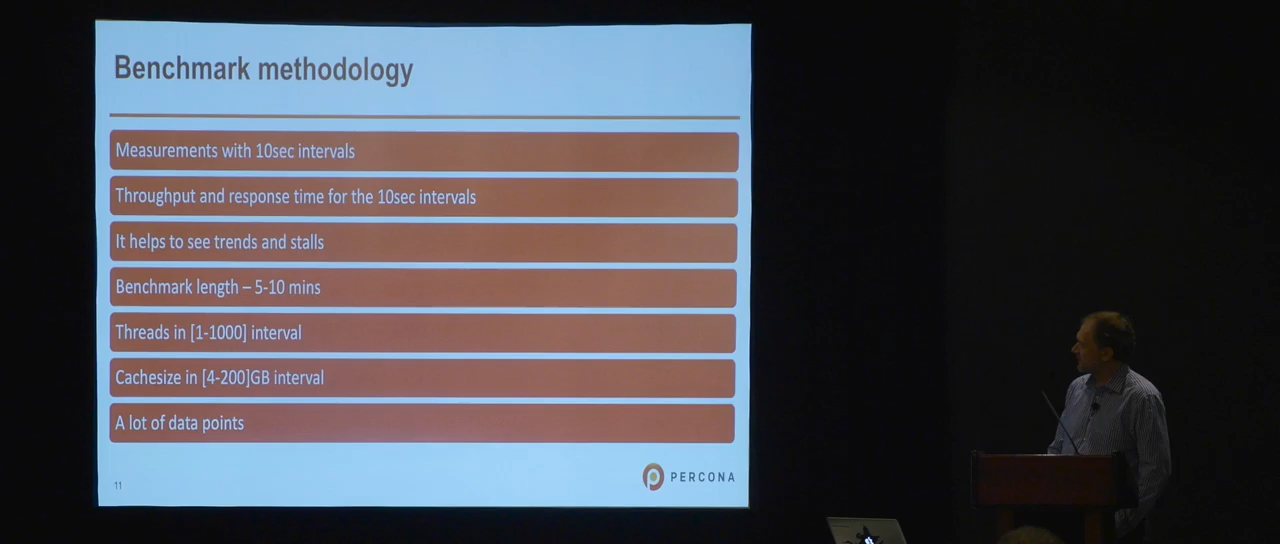 Benchmark methodology
Measurements with 10sec intervals
Throughput and response time for the 10sec intervals
It helps to see trends and stalls
Benchmark length – 5-10 mins
Threads in [1-1000] interval
Cachesize in [4-200]GB interval
A lot of data points
11
PERCONA